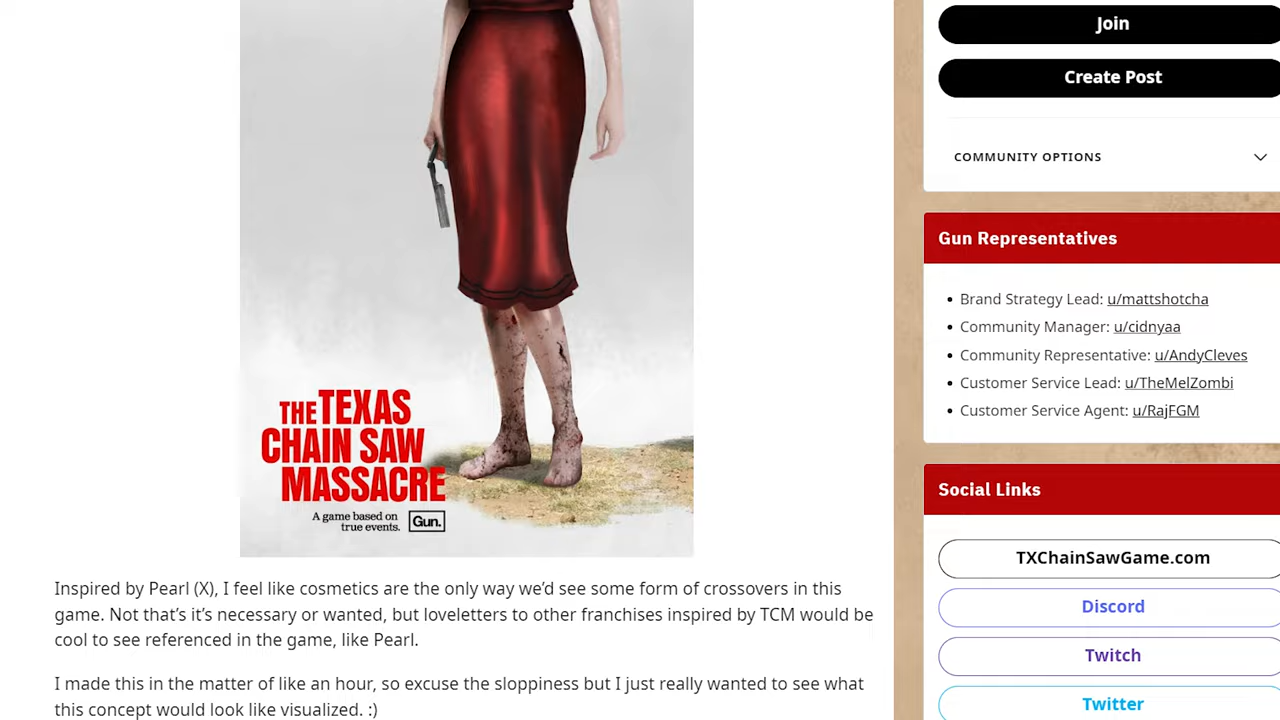 THE TEXAS
CHAIN SAW
MASSACRE
A game based on
true events.
Gun.
Inspired by Pearl (X), I feel like cosmetics are the only way we’d see some form of crossovers in this
game. Not that’s it’s necessary or wanted, but loveletters to other franchises inspired by TCM would be
cool to see referenced in the game, like Pearl.
I made this in the matter of like an hour, so excuse the sloppiness but I just really wanted to see what
this concept would look like visualized. :)
Join
Create Post
COMMUNITY OPTIONS
Gun Representatives
Brand Strategy Lead: u/mattshotcha
Community Manager: u/cidnyaa
Community Representative: u/AndyCleves
Customer Service Lead: u/TheMelZombi
Customer Service Agent: u/RajFGM
Social Links
TXChainSawGame.com
Discord
Twitch
Twitter